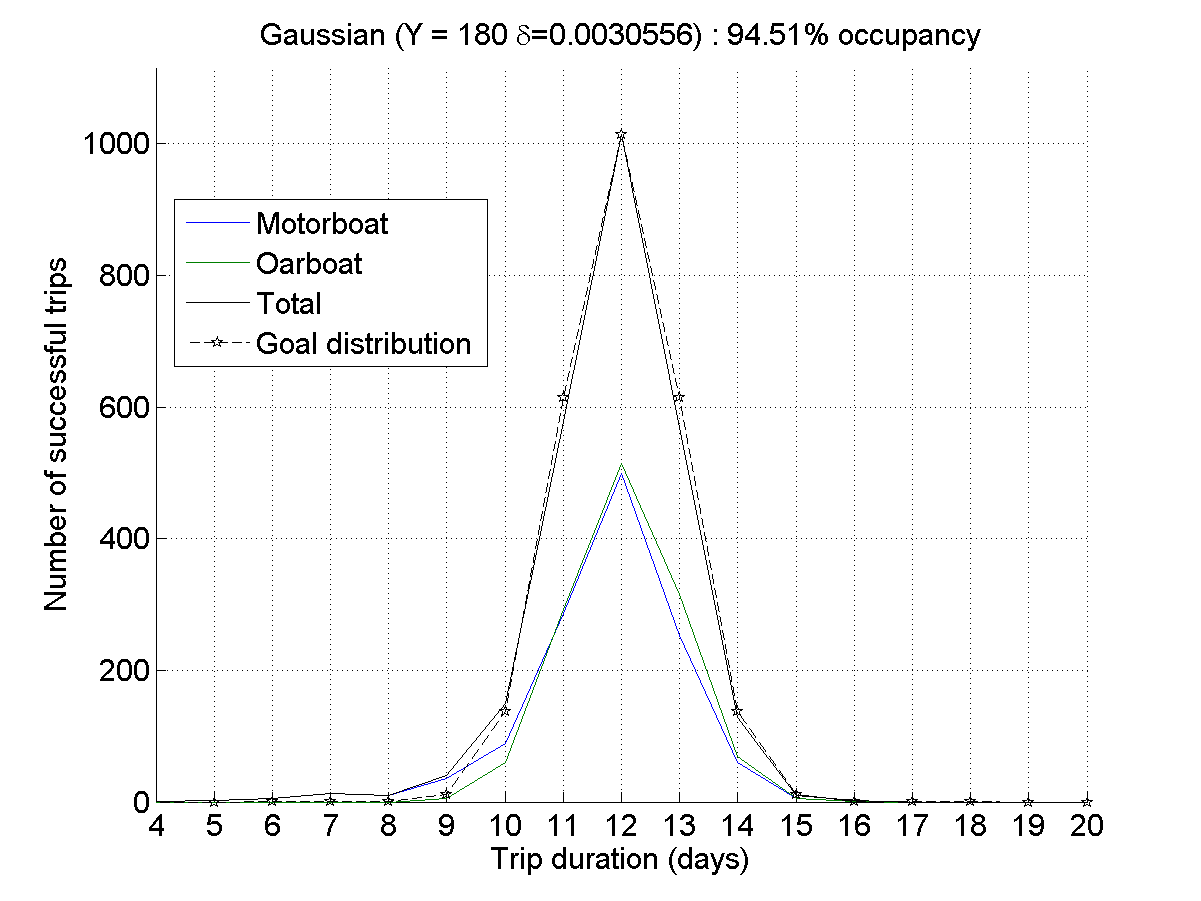 Gaussian (Y = 180 δ=0.0030556) : 94.51% occupancy
1000
800
600
400
200
0
Number of successful trips
Motorboat
Oarboat
Total
Goal distribution
4 5 6 7 8 9 10 11 12 13 14 15 16 17 18 19 20
Trip duration (days)